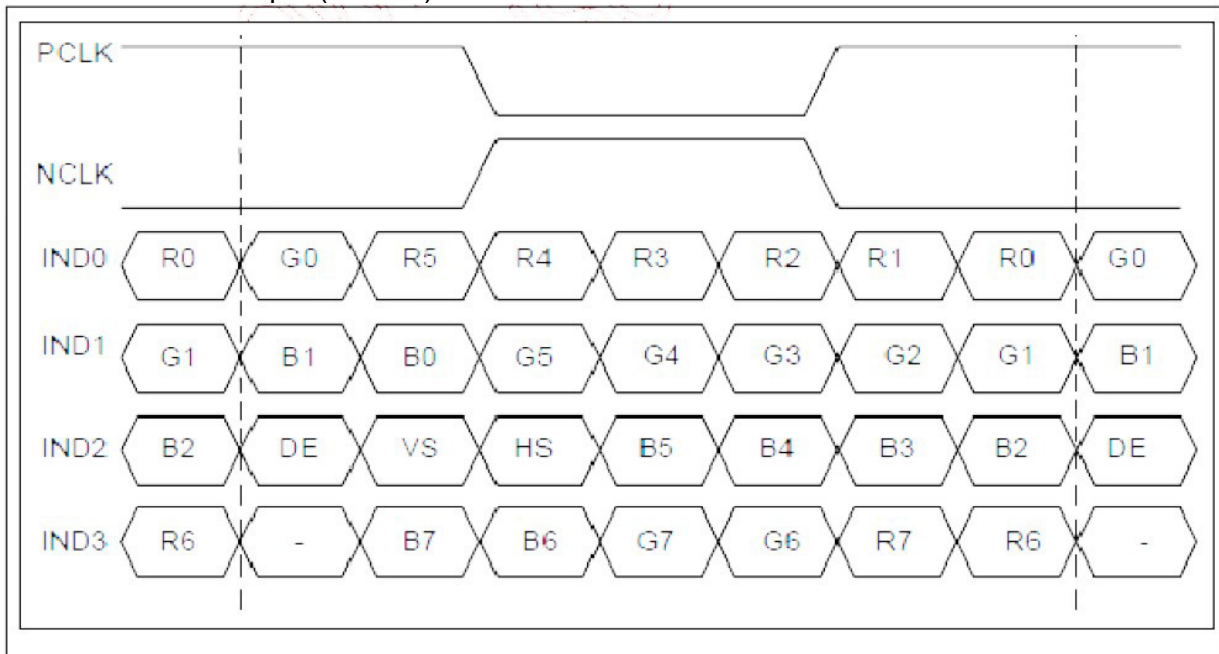 PCLK
NCLK
IND0 R0 G0 R5 R4 R3 R2 R1 R0 G0
IND1 G1 B1 B0 G5 G4 G3 G2 G1 B1
IND2 B2 DE VS HS B5 B4 B3 B2 DE
IND3 R6 - B7 B6 G7 G6 R7 R6 -